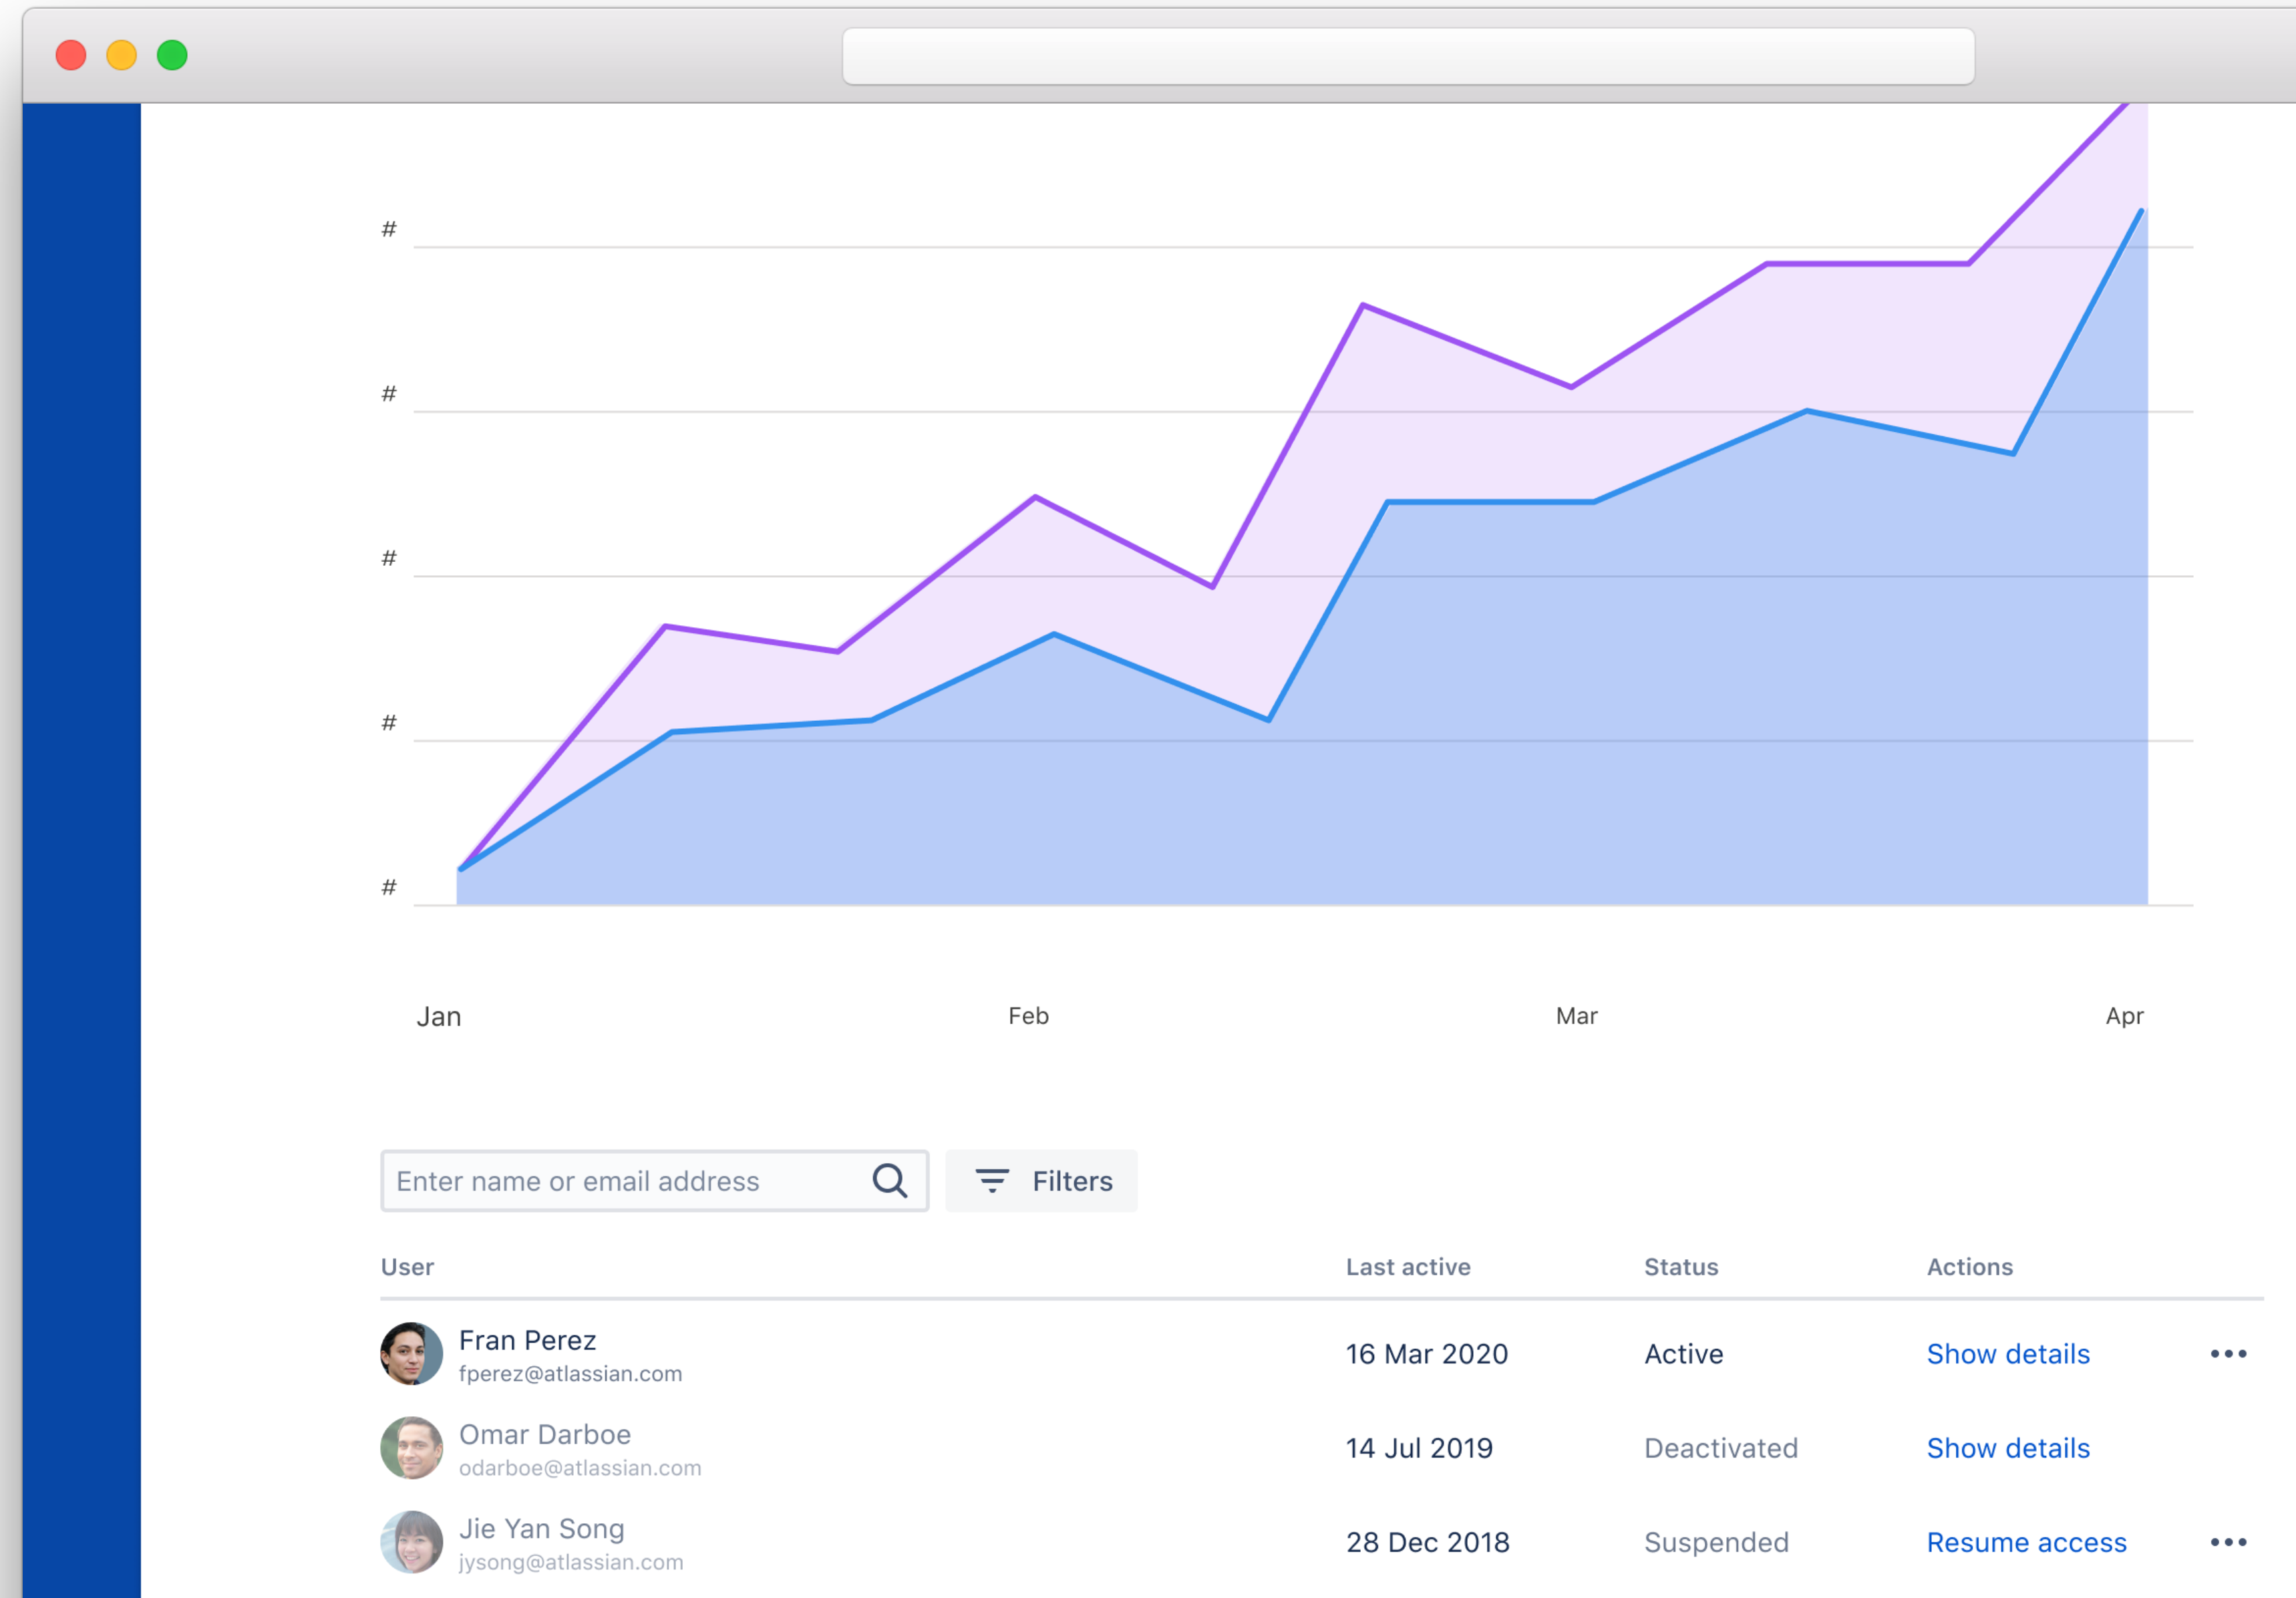 #
#
#
#
#
Jan Feb Mar Apr
Enter name or email address Filters
User Last active Status Actions
Fran Perez
fperez@atlassian.com
16 Mar 2020 Active Show details •••
Omar Darboe
odarboe@atlassian.com
14 Jul 2019 Deactivated Show details
Jie Yan Song
jysong@atlassian.com
28 Dec 2018 Suspended Resume access •••